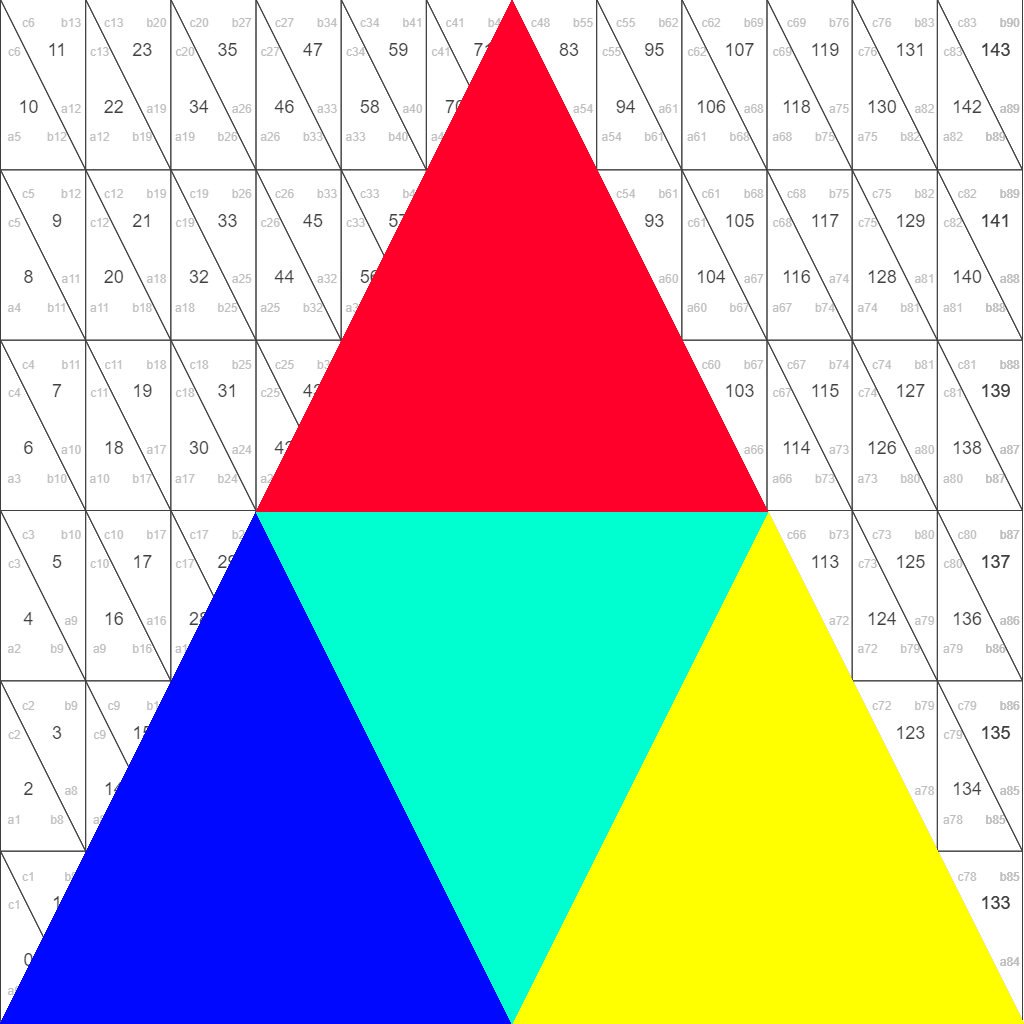 c6 b13 c13 b20 c20 b27 c27 b34 c34 b41 c41 c48 b55 c55 b62 c62 b69 c69 b76 c76 b83 c83 b90
c6 11 c13 23 c20 35 c27 47 c34 59 c41 83 c55 95 c62 107 c69 119 c76 131 c83 143
10 a12 22 a19 34 a26 46 a33 58 a40 a54 94 a61 106 a68 118 a75 130 a82 142 a89
a5 b12 a12 b19 a19 b26 a26 b33 a33 b40 a54 b61 a61 b68 a68 b75 a75 b82 a82 b89
c5 b12 c12 b19 c19 b26 c26 b33 c33 c54 b61 c61 b68 c68 b75 c75 b82 c82 b89
c5 9 c12 21 c19 33 c26 45 c33 57 93 c61 105 c68 117 c75 129 c82 141
8 a11 20 a18 32 a25 44 a32 56 a60 104 a67 116 a74 128 a81 140 a88
a4 b11 a11 b18 a18 b25 a25 b32 a60 b67 a67 b74 a74 b81 a81 b88
c4 b11 c11 b18 c18 b25 c25 c60 b67 c67 b74 c74 b81 c81 b88
c4 7 c11 19 c18 31 c25 103 c67 115 c74 127 c81 139
6 a10 18 a17 30 a24 a66 114 a73 126 a80 138 a87
a3 b10 a10 b17 a17 b24 a66 b73 a73 b80 a80 b87
c3 b10 c10 b17 c17 c66 b73 c73 b80 c80 b87
c3 5 c10 17 c17 113 c73 125 c80 137
4 a9 16 a16 28 a72 124 a79 136 a86
a2 b9 a9 b16 a72 b79 a79 b86
c2 b9 c9 c72 b79 c79 b86
c2 3 c9 15 123 c79 135
2 a8 a78 134 a85
a1 b8 a78 b85
c1 c78 b85
c1 1 133
0 a84